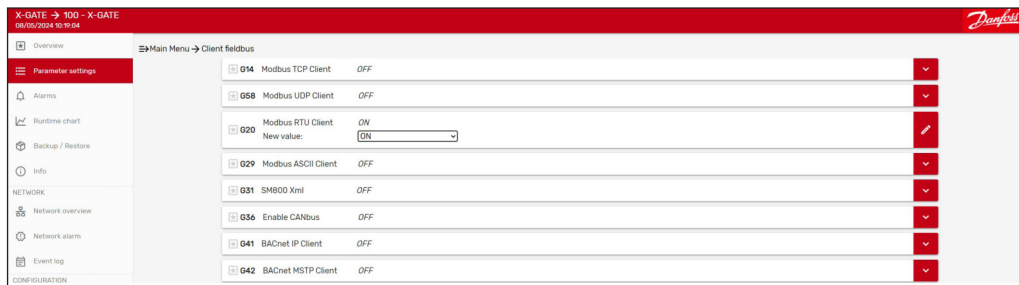 X-GATE → 100 - X-GATE
08/05/2024 10:19:04
Danfoss
Overview
Main Menu → Client fieldbus
Parameter settings
Alarms
Runtime chart
Backup / Restore
Info
NETWORK
Network overview
Network alarm
Event log
CONFIGURATION
G14 Modbus TCP Client OFF
G58 Modbus UDP Client OFF
G20 Modbus RTU Client ON
New value: ON
G29 Modbus ASCII Client OFF
G31 SM800 Xml OFF
G36 Enable CANbus OFF
G41 BACnet IP Client OFF
G42 BACnet MSTP Client OFF